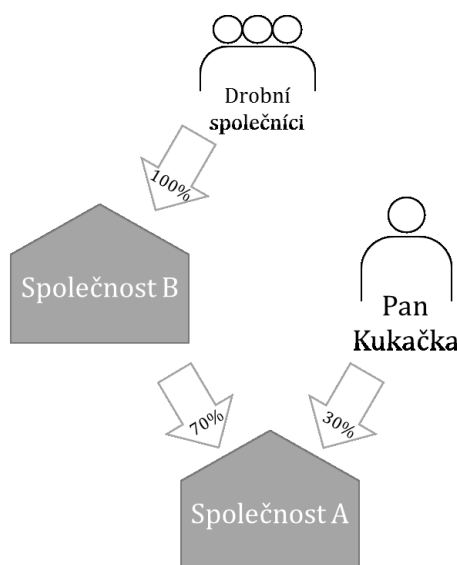 Drobní
společníci
100%
Společnost B
Pan
Kukačka
70%
30%
Společnost A